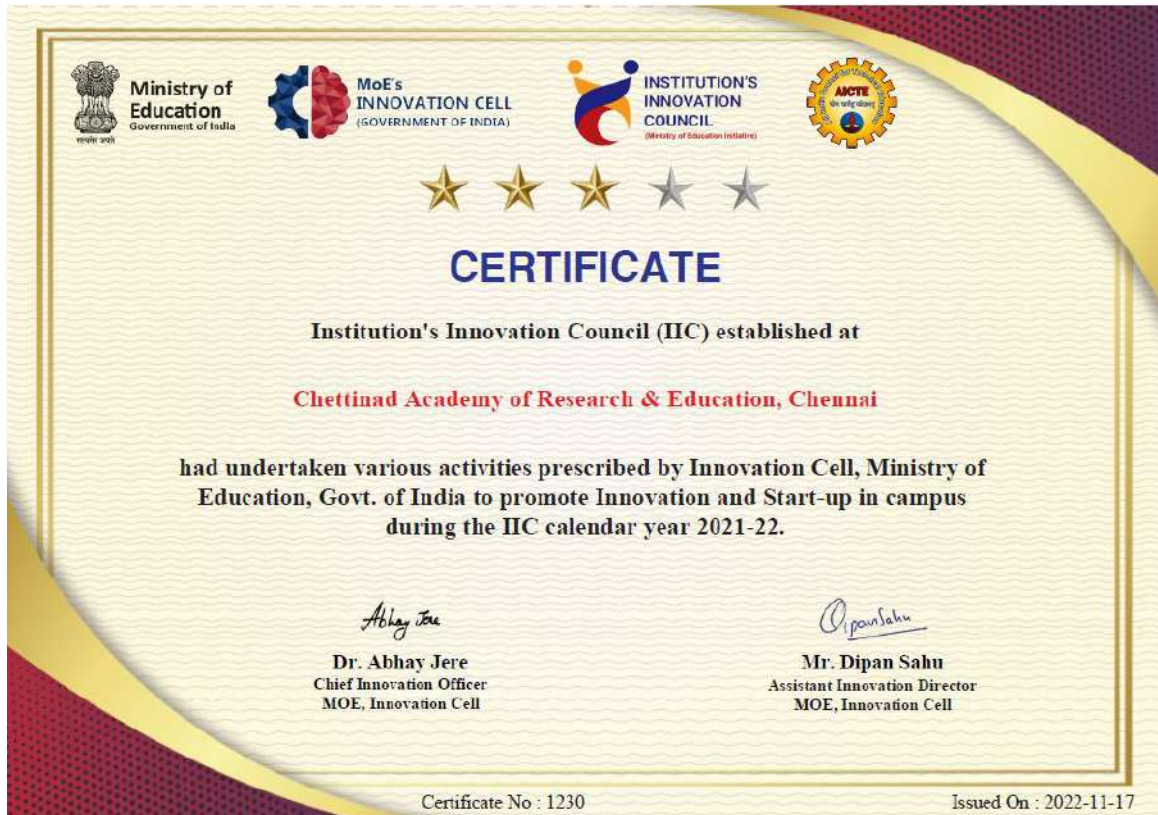 Ministry of
Education
Government of India
सत्यमेव जयते
MoE's
INNOVATION CELL
(GOVERNMENT OF INDIA)
INSTITUTION'S
INNOVATION
COUNCIL
(Ministry of Education Initiative)
AICTE
CERTIFICATE
Institution's Innovation Council (IIC) established at
Chettinad Academy of Research & Education, Chennai
had undertaken various activities prescribed by Innovation Cell, Ministry of
Education, Govt. of India to promote Innovation and Start-up in campus
during the IIC calendar year 2021-22.
Abhay Jere
DipanSahu
Dr. Abhay Jere
Chief Innovation Officer
MOE, Innovation Cell
Mr. Dipan Sahu
Assistant Innovation Director
MOE, Innovation Cell
Certificate No : 1230
Issued On : 2022-11-17